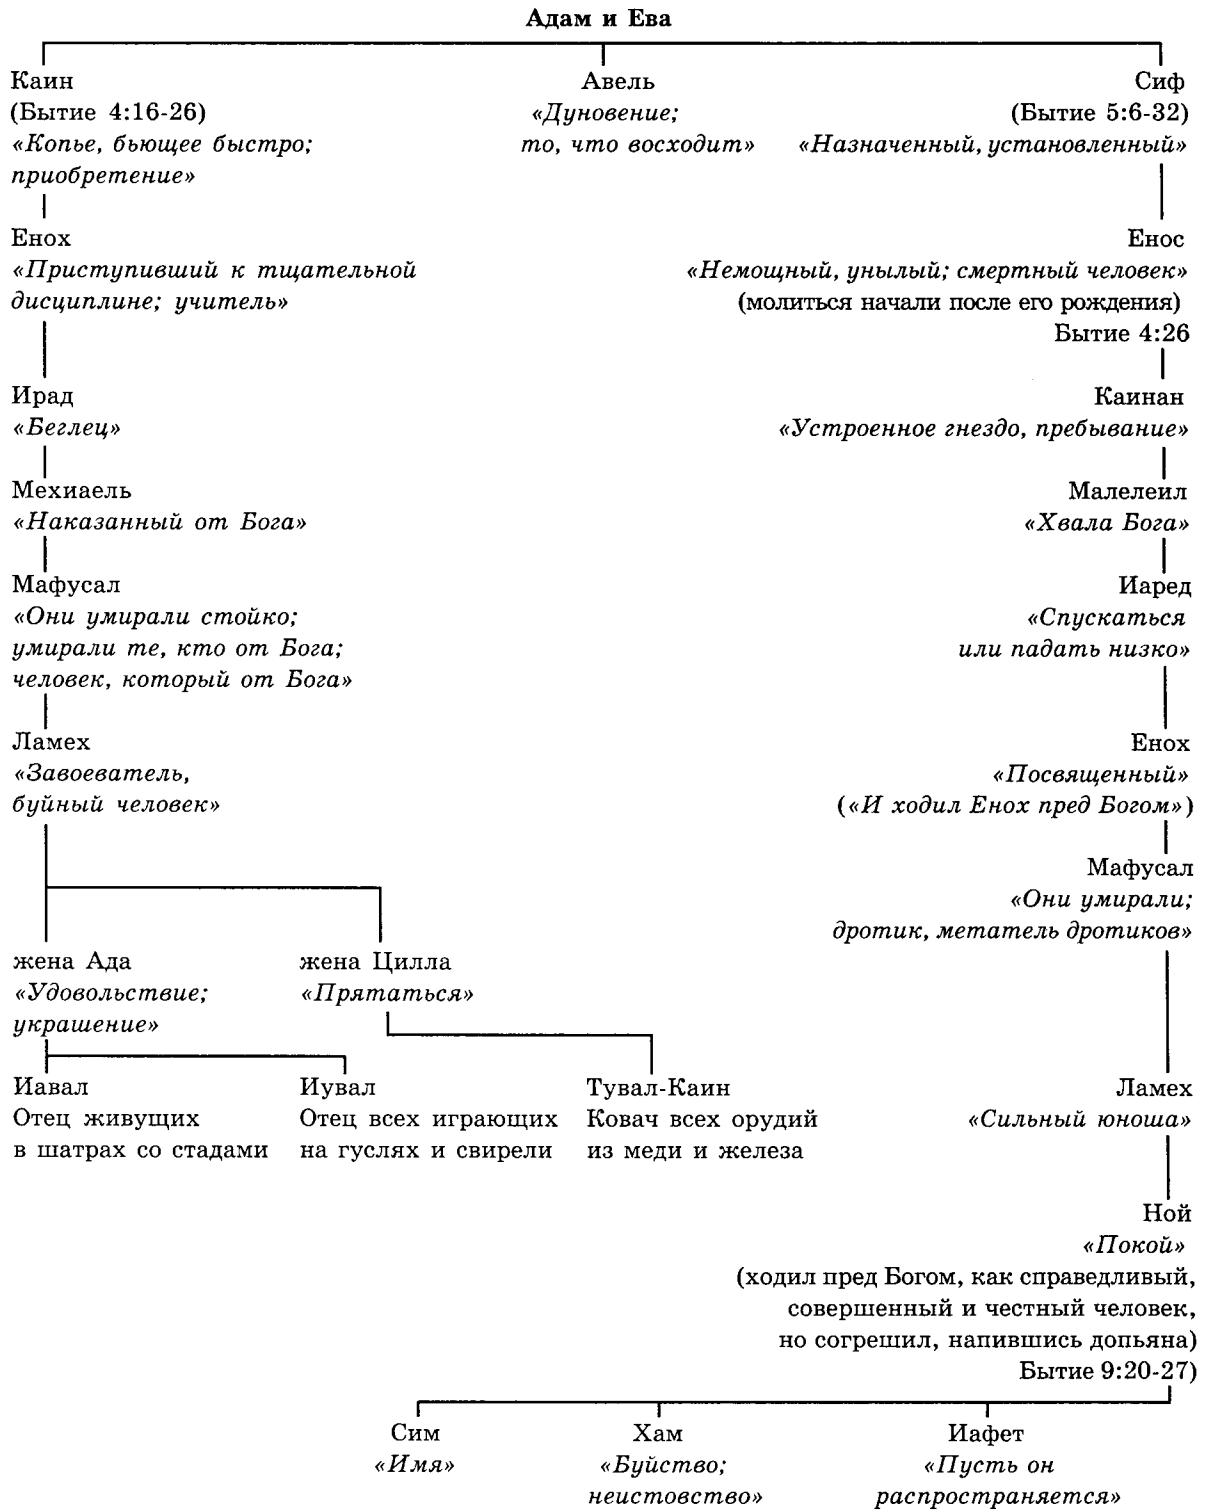 Адам и Ева
Каин
(Бытие 4:16-26)
«Копье, бьющее быстро;
приобретение»
Авель
«Дуновение;
то, что восходит»
Сиф
(Бытие 5:6-32)
«Назначенный, установленный»
Енох
«Приступивший к тщательной
дисциплине; учитель»
Енос
«Немощный, унылый; смертный человек»
(молиться начали после его рождения)
Бытие 4:26
Ирад
«Беглец»
Каинан
«Устроенное гнездо, пребывание»
Мехиаель
«Наказанный от Бога»
Малелеил
«Хвала Бога»
Мафусал
«Они умирали стойко;
умирали те, кто от Бога;
человек, который от Бога»
Иаред
«Спускаться
или падать низко»
Ламех
«Завоеватель,
буйный человек»
Енох
«Посвященный»
(«И ходил Енох пред Богом»)
Мафусал
«Они умирали;
дротик, метатель дротиков»
жена Ада
«Удовольствие;
украшение»
жена Цилла
«Прятаться»
Иавал
Отец живущих
в шатрах со стадами
Иувал
Отец всех играющих
на гуслях и свирели
Тувал-Каин
Ковач всех орудий
из меди и железа
Ламех
«Сильный юноша»
Ной
«Покой»
(ходил пред Богом, как справедливый,
совершенный и честный человек,
но согрешил, напившись допьяна)
Бытие 9:20-27)
Сим
«Имя»
Хам
«Буйство;
неистовство»
Иафет
«Пусть он
распространяется»